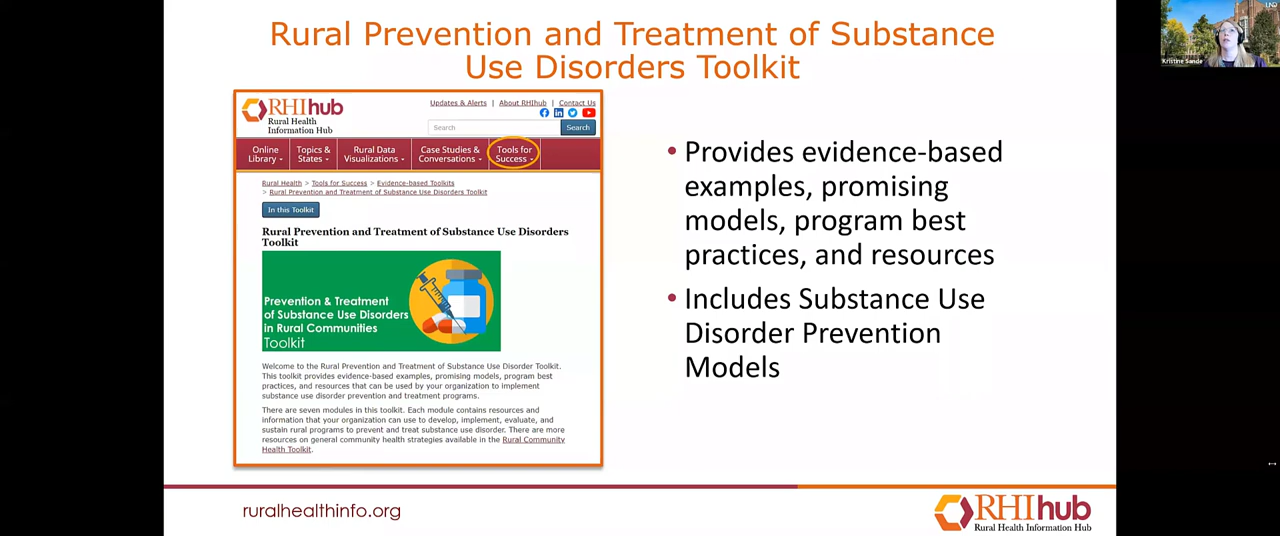 Rural Prevention and Treatment of Substance
Use Disorders Toolkit
RHIhub
Rural Health
Information Hub
Updates & Alerts | About RHIhub | Contact Us
Search
Search
Online
Library
Topics &
States
Rural Data
Visualizations
Case Studies &
Conversations
Tools for
Success
Rural Health > Tools for Success > Evidence-based Toolkits
> Rural Prevention and Treatment of Substance Use Disorders Toolkit
In this Toolkit
Rural Prevention and Treatment of Substance Use Disorders
Toolkit
Prevention & Treatment
of Substance Use Disorders
in Rural Communities
Toolkit
Welcome to the Rural Prevention and Treatment of Substance Use Disorder Toolkit.
This toolkit provides evidence-based examples, promising models, program best
practices, and resources that can be used by your organization to implement
substance use disorder prevention and treatment programs.
There are seven modules in this toolkit. Each module contains resources and
information that your organization can use to develop, implement, evaluate, and
sustain rural programs to prevent and treat substance use disorder. There are more
resources on general community health strategies available in the Rural Community
Health Toolkit.
• Provides evidence-based
examples, promising
models, program best
practices, and resources
• Includes Substance Use
Disorder Prevention
Models
ruralhealthinfo.org
RHIhub
Rural Health Information Hub
Kristine Sande
UND